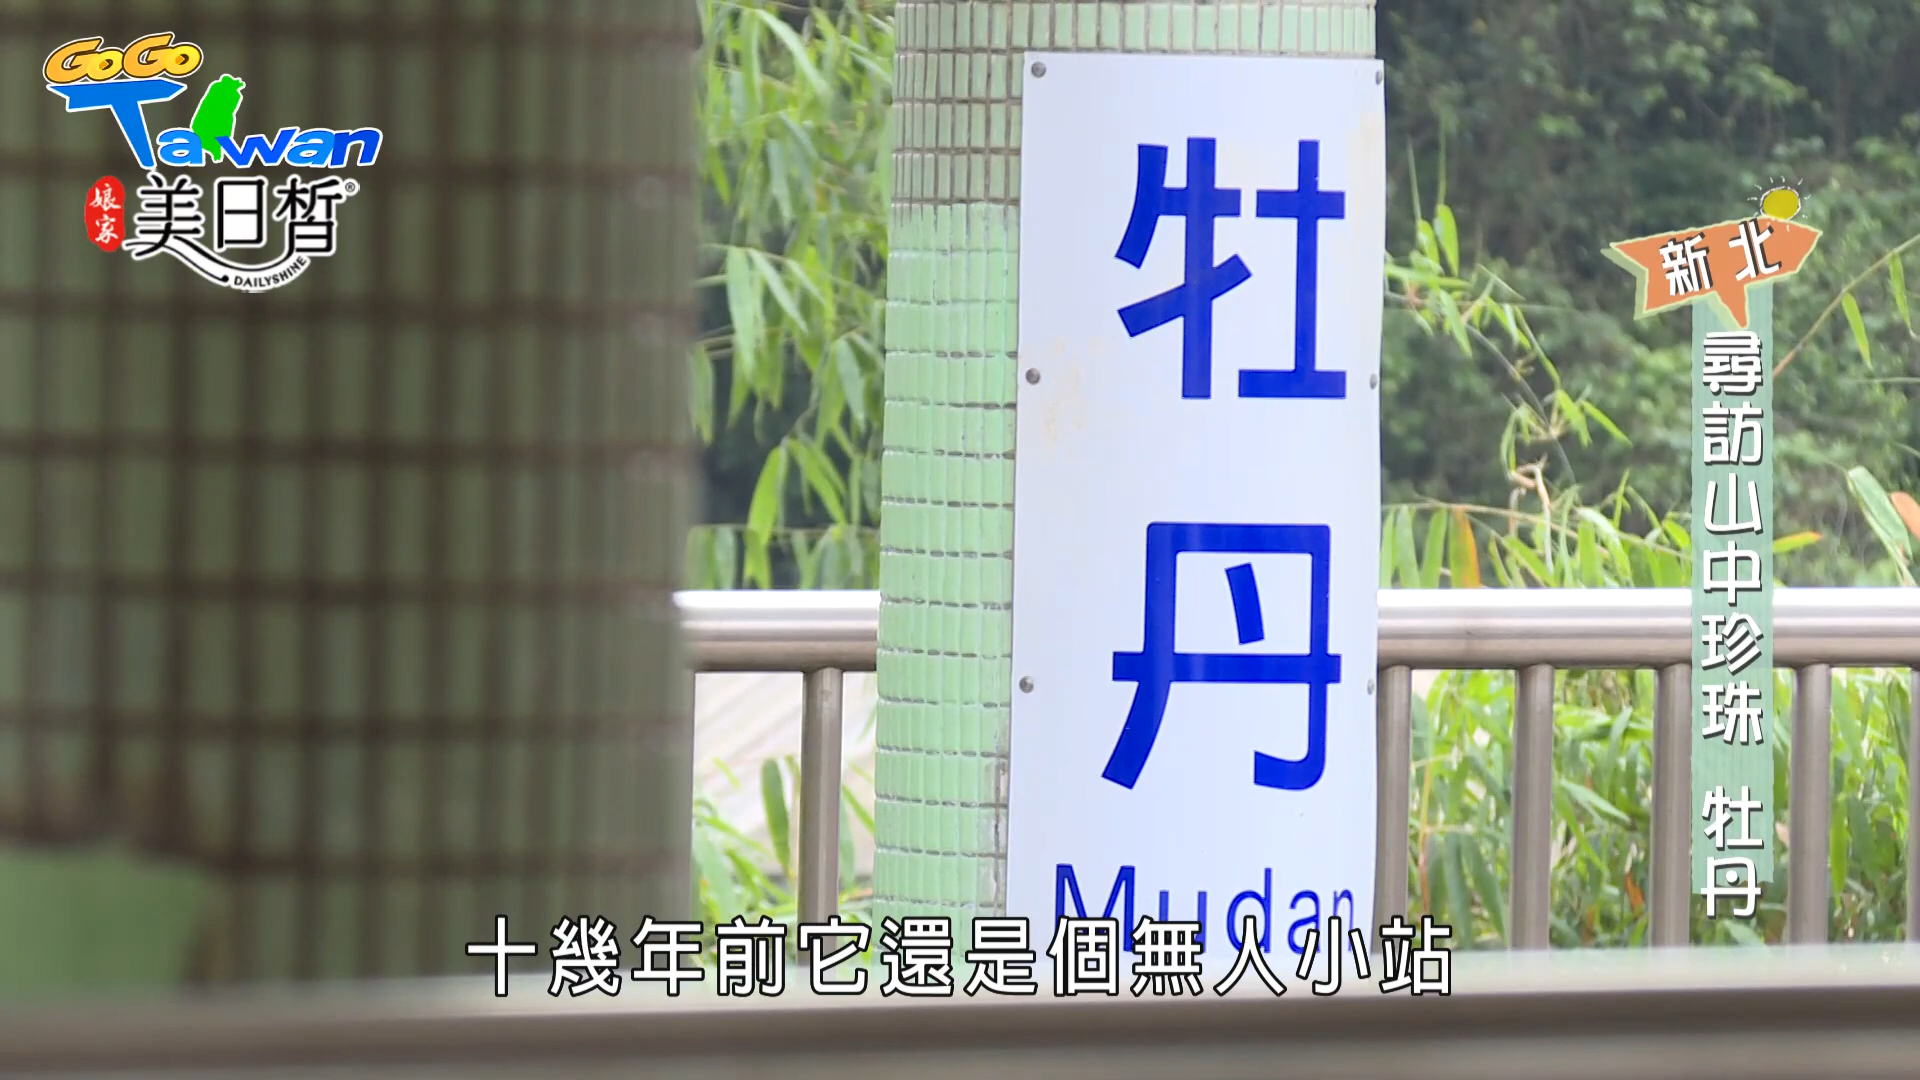 GoGo
Taiwan
娘家
美日晳®
DAILYSHINE
牡丹
Mudan
新北
尋訪山中珍珠 牡丹
十幾年前它還是個無人小站